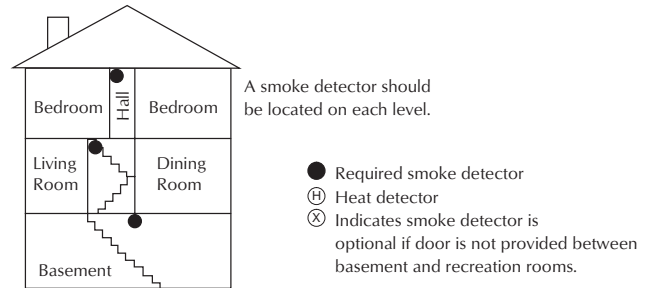 A smoke detector should
be located on each level.
Bedroom
Hall
Bedroom
Living
Room
Dining
Room
Basement
Required smoke detector
H Heat detector
X Indicates smoke detector is
optional if door is not provided between
basement and recreation rooms.